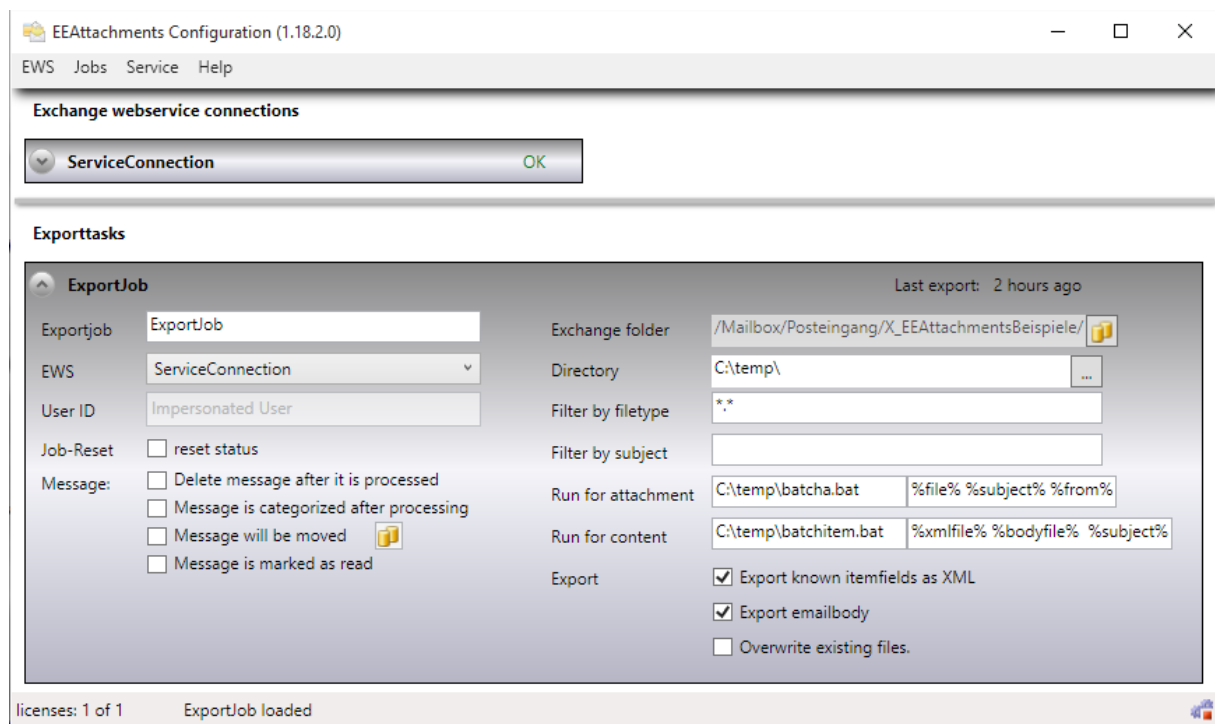 EEAttachments Configuration (1.18.2.0)
EWS Jobs Service Help
Exchange webservice connections
ServiceConnection OK
Exporttasks
ExportJob Last export: 2 hours ago
Exportjob ExportJob Exchange folder /Mailbox/Posteingang/X_EEAttachmentsBeispiele/
EWS ServiceConnection Directory C:\temp\ ...
User ID Impersonated User Filter by filetype *.*
Job-Reset reset status Filter by subject
Message: Delete message after it is processed Run for attachment C:\temp\batcha.bat %file% %subject% %from%
Message is categorized after processing
Message will be moved Run for content C:\temp\batchitem.bat %xmlfile% %bodyfile% %subject%
Message is marked as read Export Export known itemfields as XML
Export emailbody
Overwrite existing files.
licenses: 1 of 1 ExportJob loaded